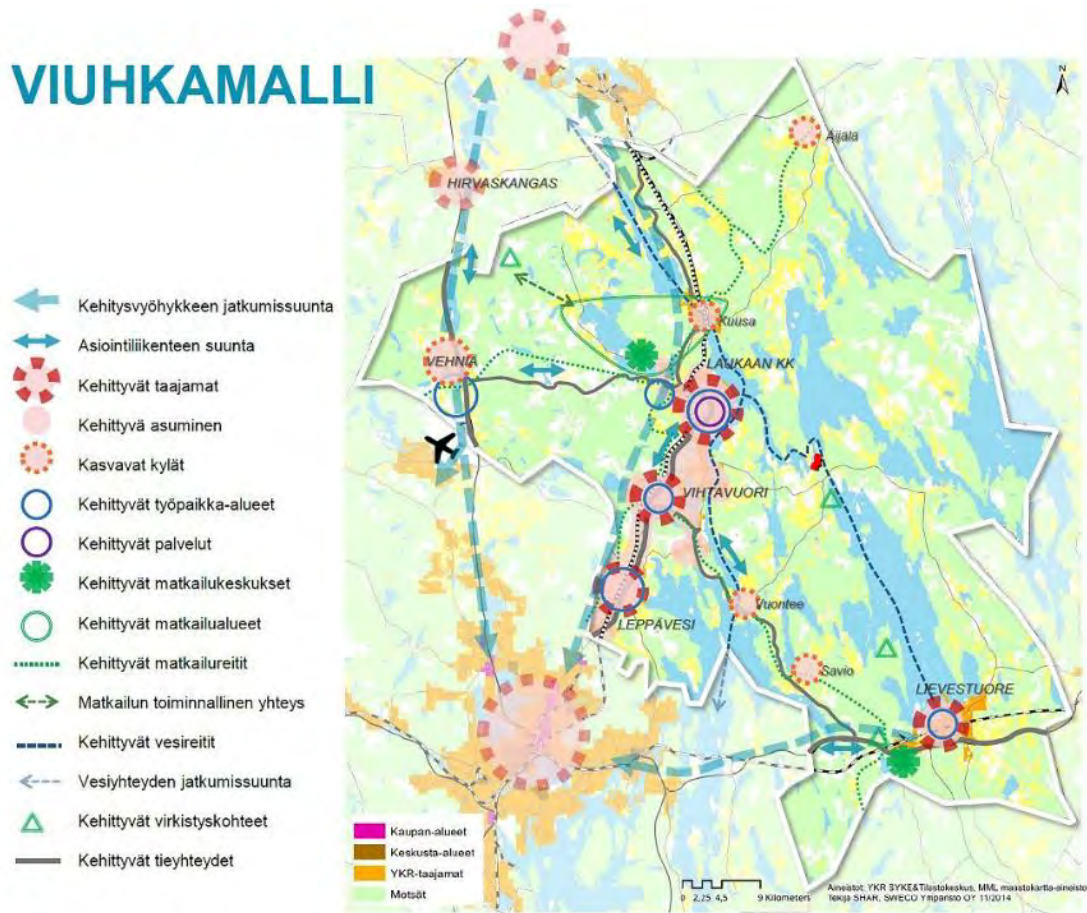 VIUHKAMALLI
Kehitysvyöhykkeen jatkumissuunta
Asiointiliikenteen suunta
Kehittyvät taajamat
Kehittyvä asuminen
Kasvavat kylät
Kehittyvät työpaikka-alueet
Kehittyvät palvelut
Kehittyvät matkailukeskukset
Kehittyvät matkailualueet
Kehittyvät matkailureitit
Matkailun toiminnallinen yhteys
Kehittyvät vesireitit
Vesiyhteyden jatkumissuunta
Kehittyvät virkistyskohteet
Kehittyvät tieyhteydet
N
Äijälä
HIRVASKANGAS
Kuusa
VEHNIÄ
LAUKAAN KK
VIHTAVUORI
Vuontee
LEPPÄVESI
Savio
LIEVESTUORE
Kaupan-alueet
Keskusta-alueet
YKR-taajamat
Motsät
0 2,25 4,5 9 Kilometers
Aineistot: YKR SYKE&Tilastokeskus, MML maastokartta-aineisto
Tekijä SHAR, SWECO Ympäristö OY 11/2014